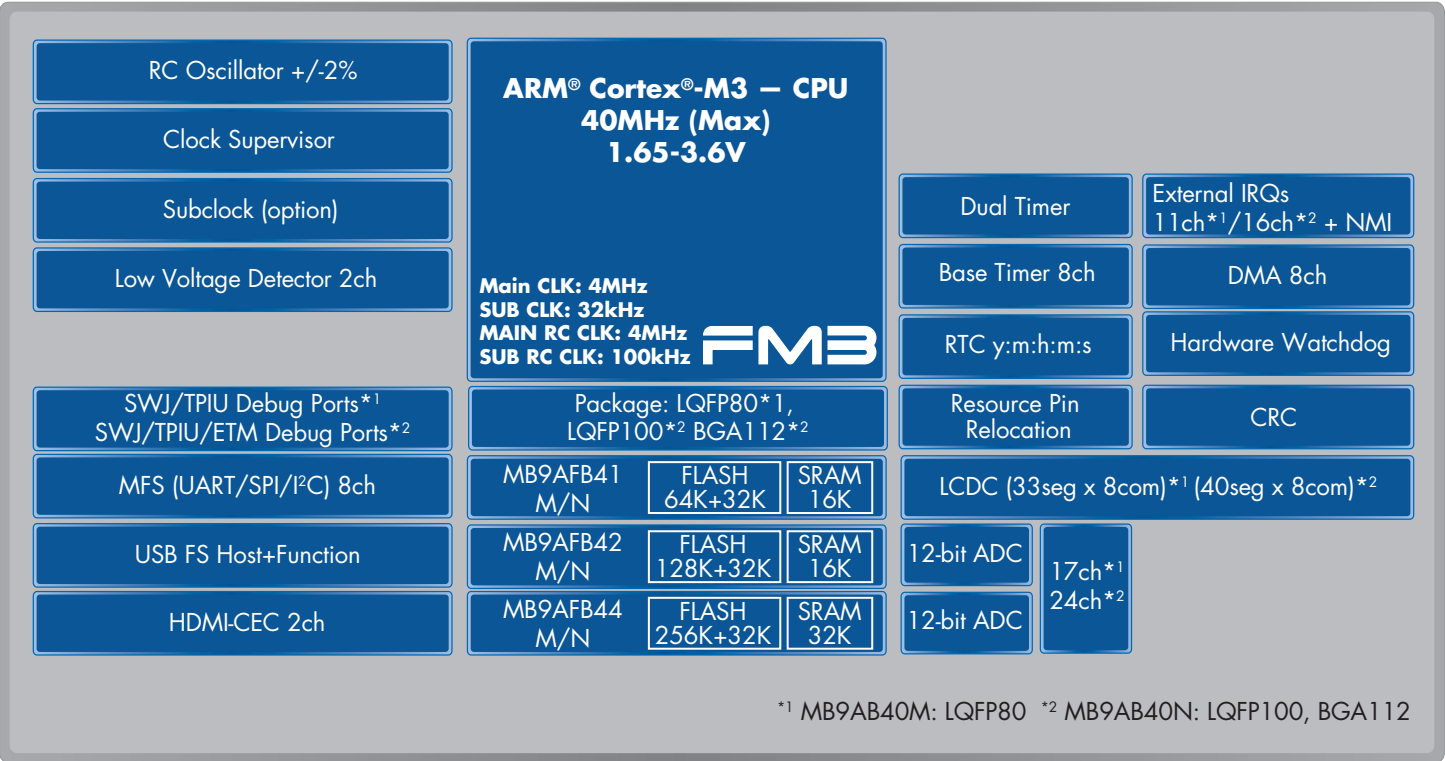 RC Oscillator +/-2%
Clock Supervisor
Subclock (option)
Low Voltage Detector 2ch
SWJ/TPIU Debug Ports*¹
SWJ/TPIU/ETM Debug Ports*²
MFS (UART/SPI/I²C) 8ch
USB FS Host+Function
HDMI-CEC 2ch
ARM® Cortex®-M3 – CPU
40MHz (Max)
1.65-3.6V
Main CLK: 4MHz
SUB CLK: 32kHz
MAIN RC CLK: 4MHz
SUB RC CLK: 100kHz
FM3
Package: LQFP80*1,
LQFP100*² BGA112*²
MB9AFB41
M/N
FLASH
64K+32K
SRAM
16K
MB9AFB42
M/N
FLASH
128K+32K
SRAM
16K
MB9AFB44
M/N
FLASH
256K+32K
SRAM
32K
Dual Timer
External IRQs
11ch*¹/16ch*² + NMI
Base Timer 8ch
DMA 8ch
RTC y:m:h:m:s
Hardware Watchdog
Resource Pin
Relocation
CRC
LCDC (33seg x 8com)*¹ (40seg x 8com)*²
12-bit ADC
12-bit ADC
17ch*¹
24ch*²
*¹ MB9AB40M: LQFP80 *² MB9AB40N: LQFP100, BGA112